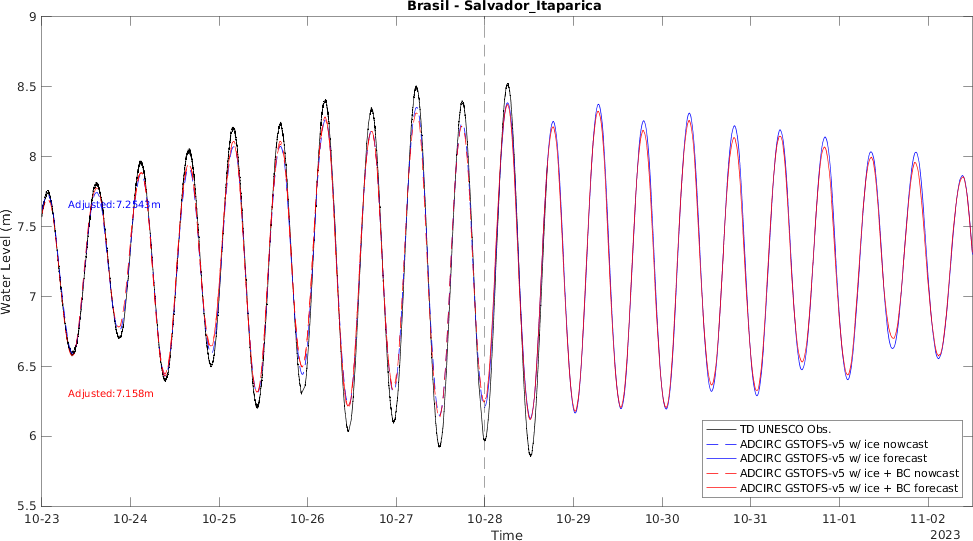 Brasil - Salvador_Itaparica
9
8.5
8
7.5
7
6.5
6
5.5
Water Level (m)
Adjusted:7.2543m
Adjusted:7.158m
TD UNESCO Obs.
ADCIRC GSTOFS-v5 w/ ice nowcast
ADCIRC GSTOFS-v5 w/ ice forecast
ADCIRC GSTOFS-v5 w/ ice + BC nowcast
ADCIRC GSTOFS-v5 w/ ice + BC forecast
10-23 10-24 10-25 10-26 10-27 10-28 10-29 10-30 10-31 11-01 11-02
Time 2023